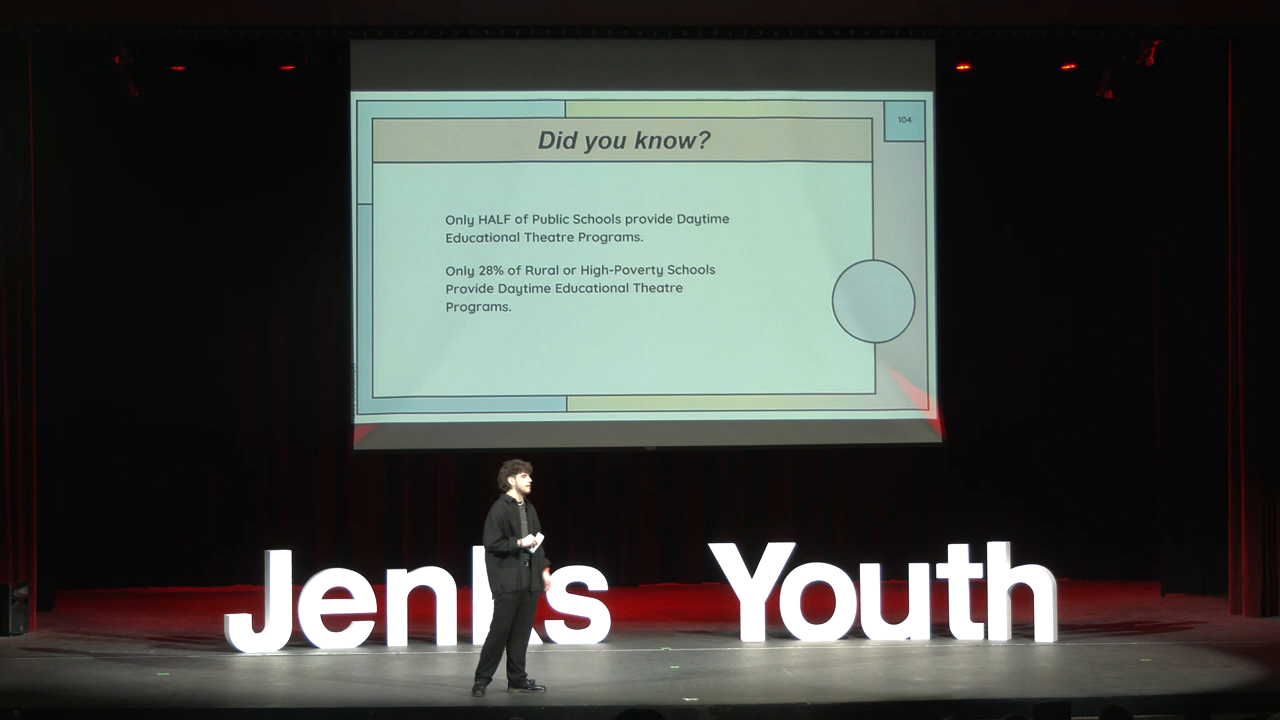 Did you know?
104
Only HALF of Public Schools provide Daytime
Educational Theatre Programs.
Only 28% of Rural or High-Poverty Schools
Provide Daytime Educational Theatre
Programs.
Jenks Youth